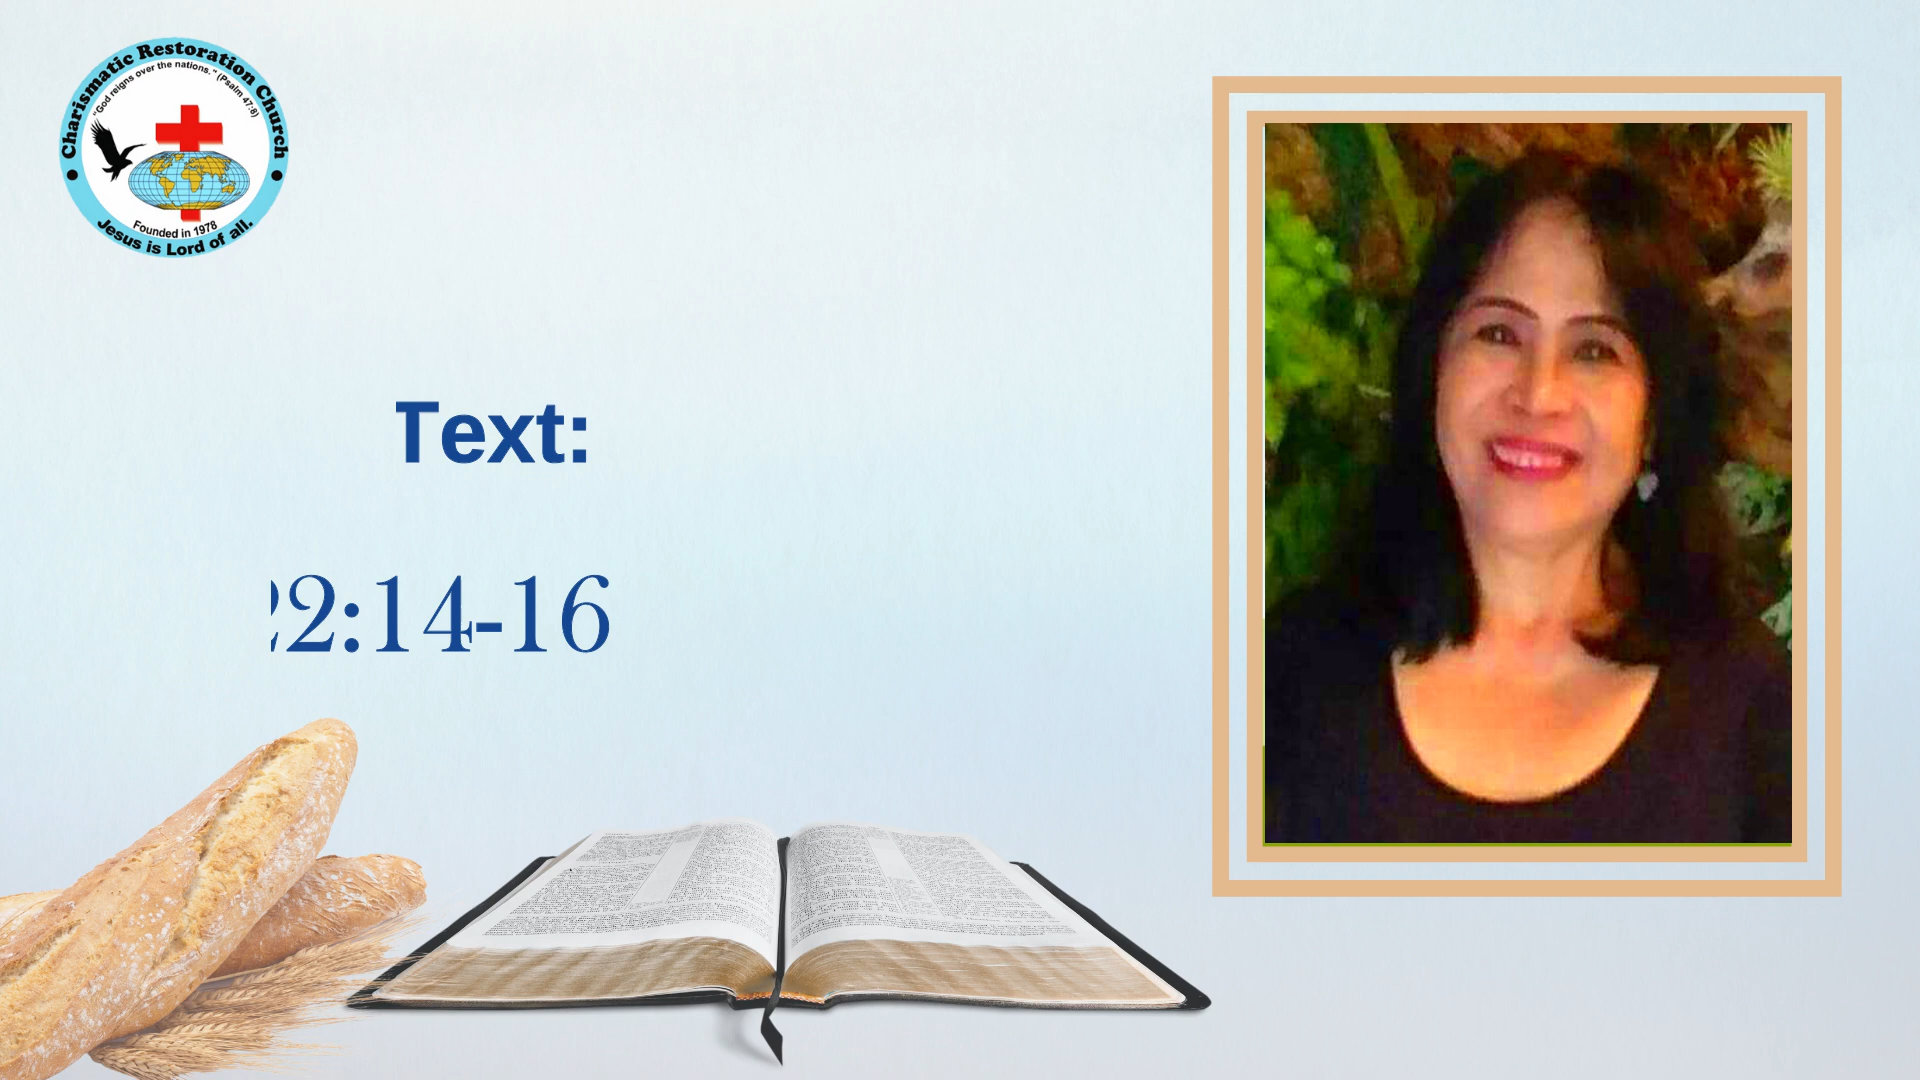 Charismatic Restoration Church
"God reigns over the nations." (Psalm 47:8)
Founded in 1978
Jesus is Lord of all.
Text:
22:14-16